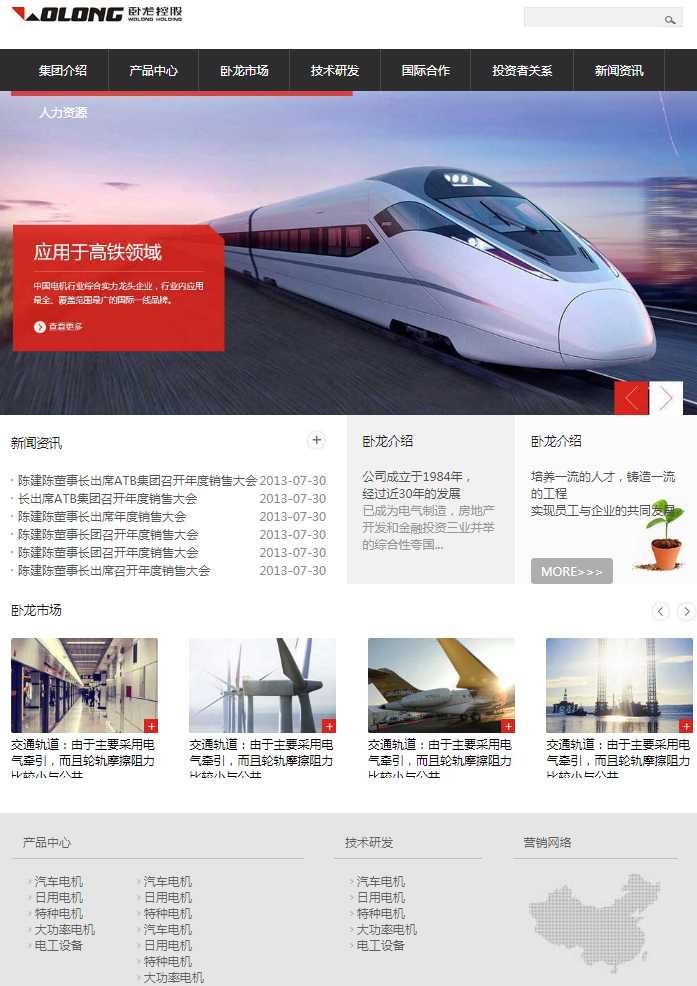 WOLONG 卧龙控股
WOLONG HOLDING
集团介绍 产品中心 卧龙市场 技术研发 国际合作 投资者关系 新闻资讯
人力资源
应用于高铁领域
中国电机行业综合实力龙头企业，行业内应用
最全、覆盖范围最广的国际一线品牌。
查看更多
新闻资讯
陈建陈董事长出席ATB集团召开年度销售大会 2013-07-30
长出席ATB集团召开年度销售大会 2013-07-30
陈建陈董事长出席年度销售大会 2013-07-30
陈建陈董事长团召开年度销售大会 2013-07-30
陈建陈董事长团召开年度销售大会 2013-07-30
陈建陈董事长出席召开年度销售大会 2013-07-30
卧龙介绍
公司成立于1984年，
经过近30年的发展
已成为电气制造，房地产
开发和金融投资三业并举
的综合性夸国...
卧龙介绍
培养一流的人才，铸造一流
的工程
实现员工与企业的共同发展
MORE>>>
卧龙市场
交通轨道：由于主要采用电
气牵引，而且轮轨摩擦阻力
比较小与公共
交通轨道：由于主要采用电
气牵引，而且轮轨摩擦阻力
比较小与公共
交通轨道：由于主要采用电
气牵引，而且轮轨摩擦阻力
比较小与公共
交通轨道：由于主要采用电
气牵引，而且轮轨摩擦阻力
比较小与公共
产品中心
汽车电机
日用电机
特种电机
大功率电机
电工设备
汽车电机
日用电机
特种电机
汽车电机
日用电机
特种电机
大功率电机
技术研发
汽车电机
日用电机
特种电机
大功率电机
电工设备
营销网络